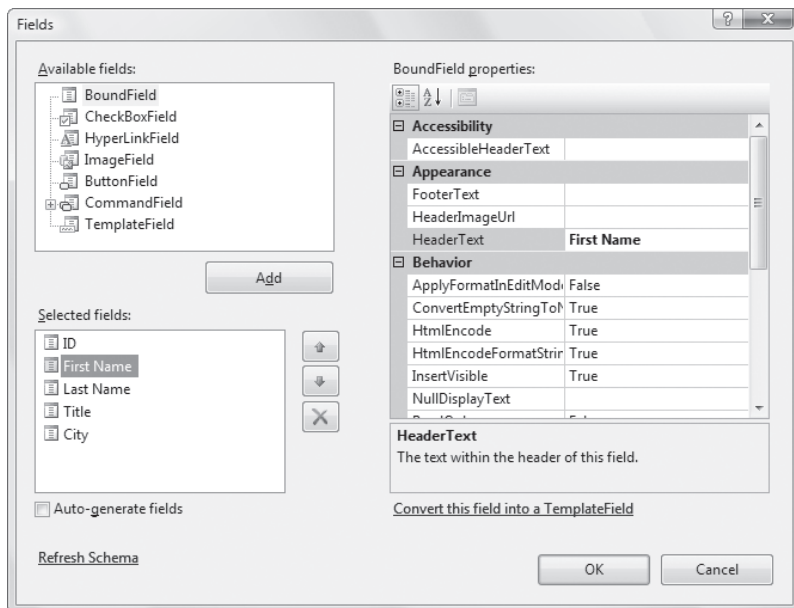 Fields
Available fields:
BoundField
CheckBoxField
HyperLinkField
ImageField
ButtonField
CommandField
TemplateField
Add
Selected fields:
ID
First Name
Last Name
Title
City
Auto-generate fields
Refresh Schema
BoundField properties:
Accessibility
AccessibleHeaderText
Appearance
FooterText
HeaderImageUrl
HeaderText First Name
Behavior
ApplyFormatInEditMod False
ConvertEmptyStringToN True
HtmlEncode True
HtmlEncodeFormatStrin True
InsertVisible True
NullDisplayText
HeaderText
The text within the header of this field.
Convert this field into a TemplateField
OK
Cancel